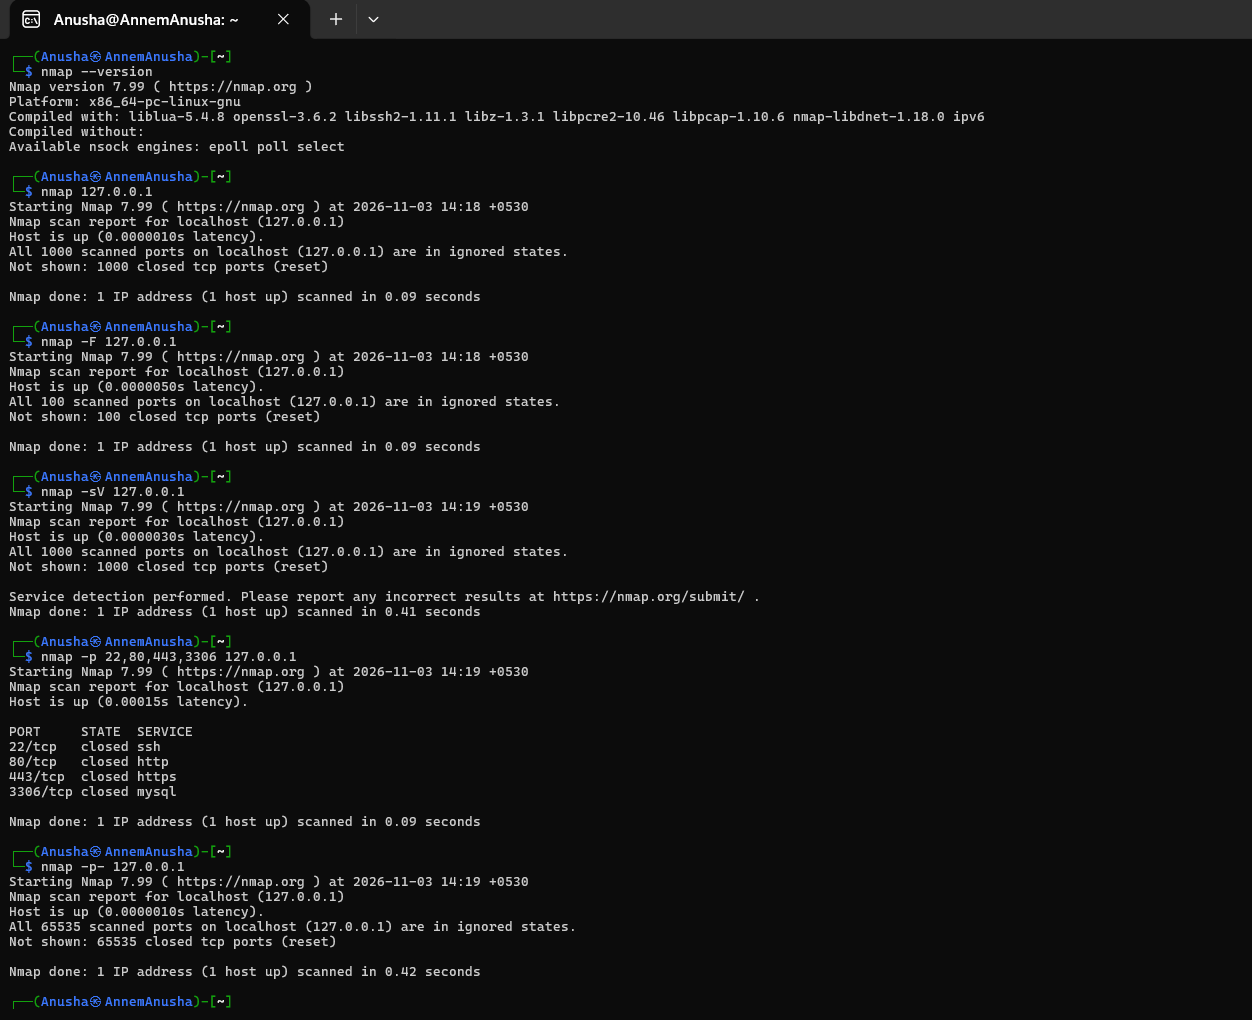 Anusha@AnnemAnusha: ~
┌──(Anusha㉿AnnemAnusha)-[~]
└─$ nmap --version
Nmap version 7.99 ( https://nmap.org )
Platform: x86_64-pc-linux-gnu
Compiled with: liblua-5.4.8 openssl-3.6.2 libssh2-1.11.1 libz-1.3.1 libpcre2-10.46 libpcap-1.10.6 nmap-libdnet-1.18.0 ipv6
Compiled without:
Available nsock engines: epoll poll select
┌──(Anusha㉿AnnemAnusha)-[~]
└─$ nmap 127.0.0.1
Starting Nmap 7.99 ( https://nmap.org ) at 2026-11-03 14:18 +0530
Nmap scan report for localhost (127.0.0.1)
Host is up (0.0000010s latency).
All 1000 scanned ports on localhost (127.0.0.1) are in ignored states.
Not shown: 1000 closed tcp ports (reset)
Nmap done: 1 IP address (1 host up) scanned in 0.09 seconds
┌──(Anusha㉿AnnemAnusha)-[~]
└─$ nmap -F 127.0.0.1
Starting Nmap 7.99 ( https://nmap.org ) at 2026-11-03 14:18 +0530
Nmap scan report for localhost (127.0.0.1)
Host is up (0.0000050s latency).
All 100 scanned ports on localhost (127.0.0.1) are in ignored states.
Not shown: 100 closed tcp ports (reset)
Nmap done: 1 IP address (1 host up) scanned in 0.09 seconds
┌──(Anusha㉿AnnemAnusha)-[~]
└─$ nmap -sV 127.0.0.1
Starting Nmap 7.99 ( https://nmap.org ) at 2026-11-03 14:19 +0530
Nmap scan report for localhost (127.0.0.1)
Host is up (0.0000030s latency).
All 1000 scanned ports on localhost (127.0.0.1) are in ignored states.
Not shown: 1000 closed tcp ports (reset)
Service detection performed. Please report any incorrect results at https://nmap.org/submit/ .
Nmap done: 1 IP address (1 host up) scanned in 0.41 seconds
┌──(Anusha㉿AnnemAnusha)-[~]
└─$ nmap -p 22,80,443,3306 127.0.0.1
Starting Nmap 7.99 ( https://nmap.org ) at 2026-11-03 14:19 +0530
Nmap scan report for localhost (127.0.0.1)
Host is up (0.00015s latency).
PORT     STATE  SERVICE
22/tcp   closed ssh
80/tcp   closed http
443/tcp  closed https
3306/tcp closed mysql
Nmap done: 1 IP address (1 host up) scanned in 0.09 seconds
┌──(Anusha㉿AnnemAnusha)-[~]
└─$ nmap -p- 127.0.0.1
Starting Nmap 7.99 ( https://nmap.org ) at 2026-11-03 14:19 +0530
Nmap scan report for localhost (127.0.0.1)
Host is up (0.0000010s latency).
All 65535 scanned ports on localhost (127.0.0.1) are in ignored states.
Not shown: 65535 closed tcp ports (reset)
Nmap done: 1 IP address (1 host up) scanned in 0.42 seconds
┌──(Anusha㉿AnnemAnusha)-[~]